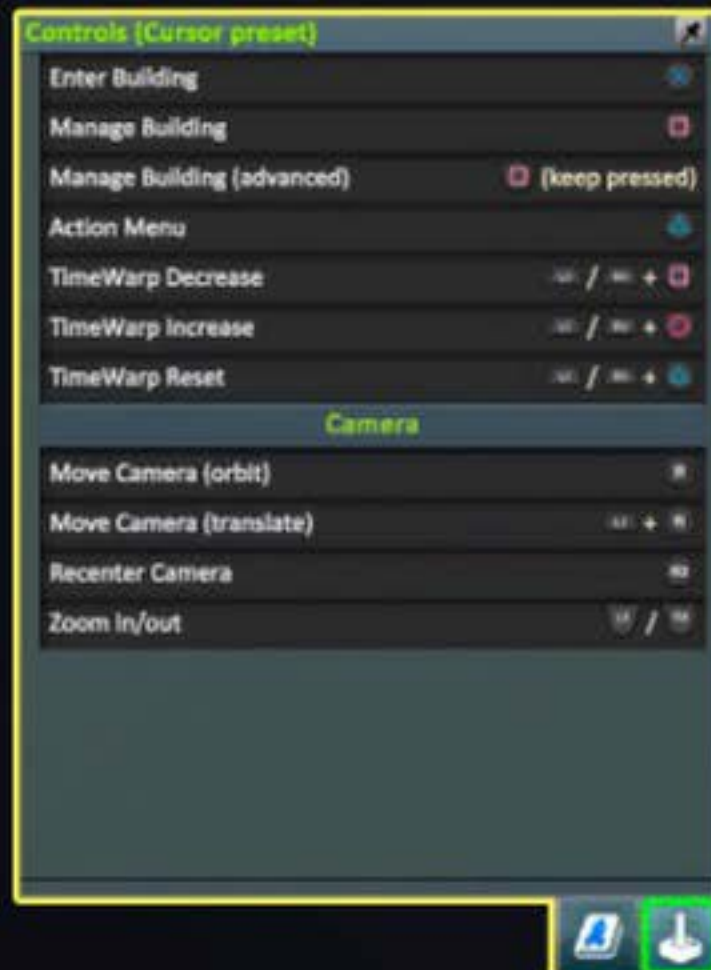 Controls (Cursor preset)
Enter Building
Manage Building
Manage Building (advanced) (keep pressed)
Action Menu
TimeWarp Decrease / +
TimeWarp Increase / +
TimeWarp Reset / +
Camera
Move Camera (orbit)
Move Camera (translate) +
Recenter Camera
Zoom In/out /